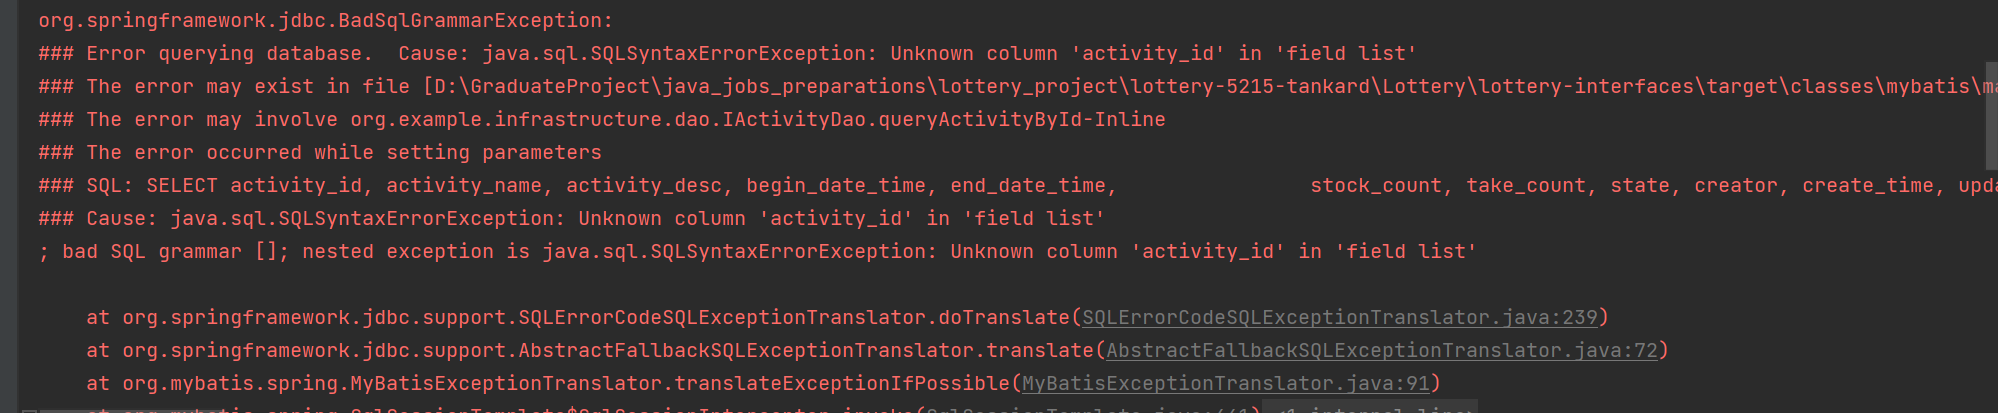 org.springframework.jdbc.BadSqlGrammarException:
### Error querying database.  Cause: java.sql.SQLSyntaxErrorException: Unknown column 'activity_id' in 'field list'
### The error may exist in file [D:\GraduateProject\java_jobs_preparations\lottery_project\lottery-5215-tankard\Lottery\lottery-interfaces\target\classes\mybatis\ma
### The error may involve org.example.infrastructure.dao.IActivityDao.queryActivityById-Inline
### The error occurred while setting parameters
### SQL: SELECT activity_id, activity_name, activity_desc, begin_date_time, end_date_time,                stock_count, take_count, state, creator, create_time, upda
### Cause: java.sql.SQLSyntaxErrorException: Unknown column 'activity_id' in 'field list'
; bad SQL grammar []; nested exception is java.sql.SQLSyntaxErrorException: Unknown column 'activity_id' in 'field list'
at org.springframework.jdbc.support.SQLErrorCodeSQLExceptionTranslator.doTranslate(SQLErrorCodeSQLExceptionTranslator.java:239)
at org.springframework.jdbc.support.AbstractFallbackSQLExceptionTranslator.translate(AbstractFallbackSQLExceptionTranslator.java:72)
at org.mybatis.spring.MyBatisExceptionTranslator.translateExceptionIfPossible(MyBatisExceptionTranslator.java:91)